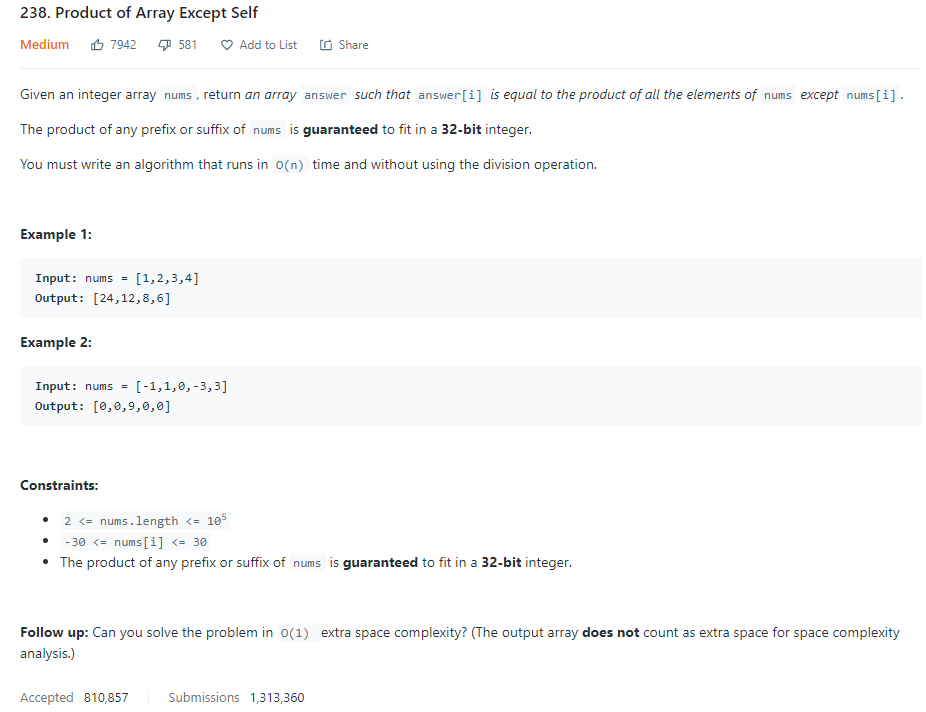 238. Product of Array Except Self
Medium 7942 581 Add to List Share
Given an integer array nums , return an array answer such that answer[i] is equal to the product of all the elements of nums except nums[i] .
The product of any prefix or suffix of nums is guaranteed to fit in a 32-bit integer.
You must write an algorithm that runs in O(n) time and without using the division operation.
Example 1:
Input: nums = [1,2,3,4]
Output: [24,12,8,6]
Example 2:
Input: nums = [-1,1,0,-3,3]
Output: [0,0,9,0,0]
Constraints:
• 2 <= nums.length <= 10⁵
• -30 <= nums[i] <= 30
• The product of any prefix or suffix of nums is guaranteed to fit in a 32-bit integer.
Follow up: Can you solve the problem in O(1) extra space complexity? (The output array does not count as extra space for space complexity
analysis.)
Accepted 810,857 Submissions 1,313,360